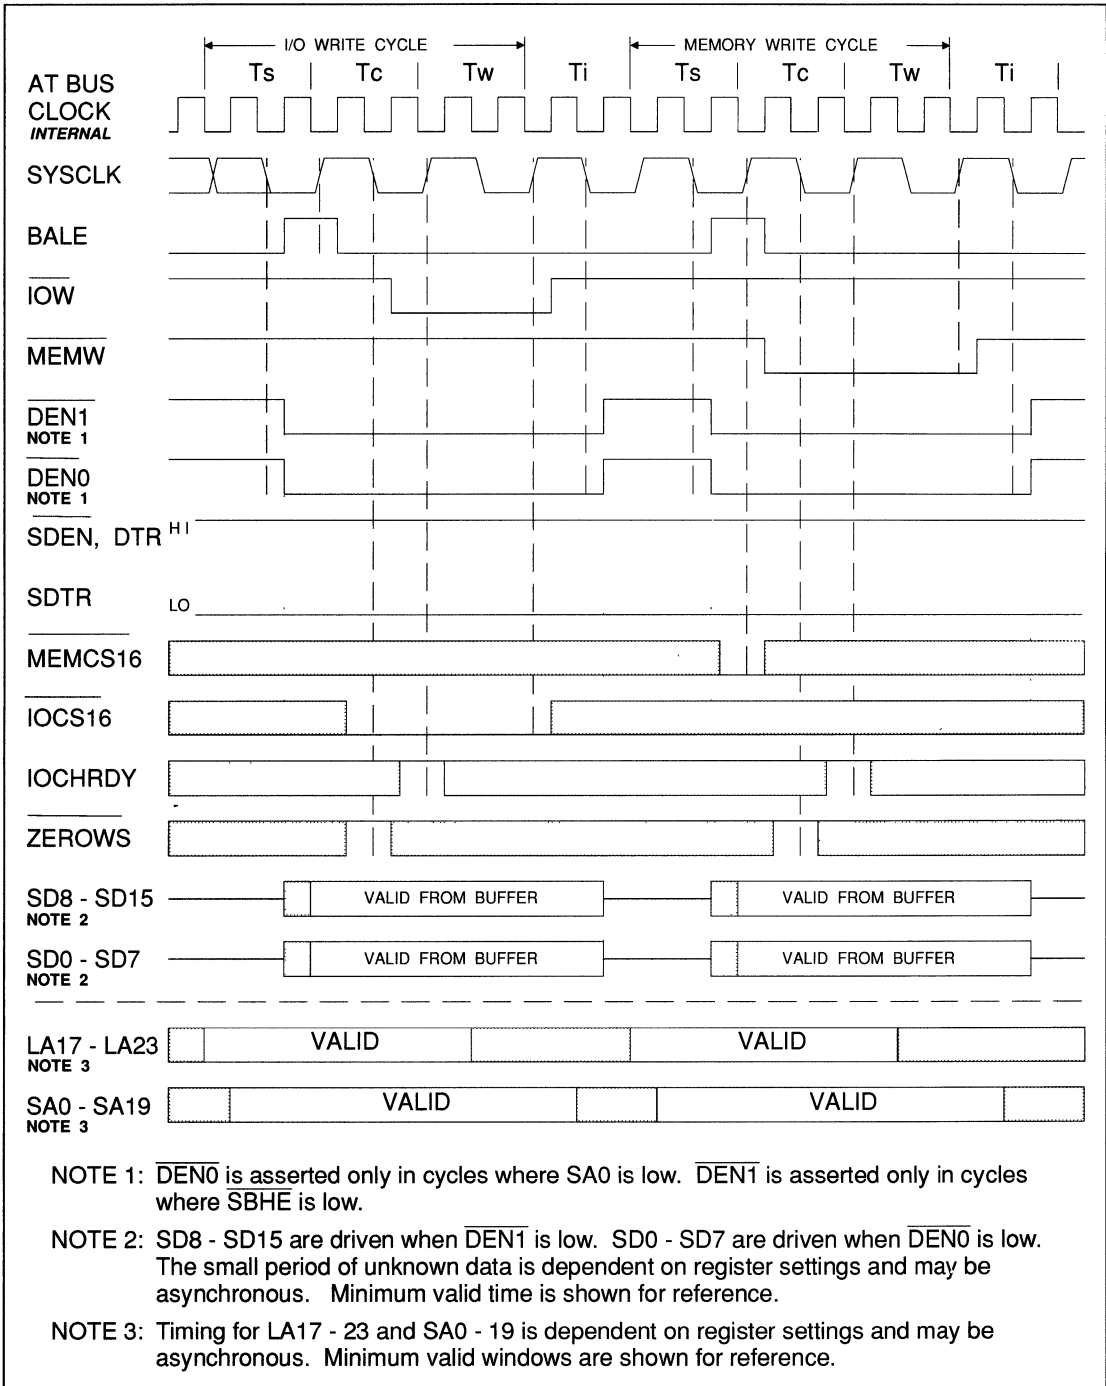 I/O WRITE CYCLE MEMORY WRITE CYCLE
Ts Tc Tw Ti Ts Tc Tw Ti
AT BUS
CLOCK
INTERNAL
SYSCLK
BALE
IOW
MEMW
DEN1
NOTE 1
DEN0
NOTE 1
SDEN, DTR HI
SDTR LO
MEMCS16
IOCS16
IOCHRDY
ZEROWS
SD8 - SD15 VALID FROM BUFFER VALID FROM BUFFER
NOTE 2
SD0 - SD7 VALID FROM BUFFER VALID FROM BUFFER
NOTE 2
LA17 - LA23 VALID VALID
NOTE 3
SA0 - SA19 VALID VALID
NOTE 3
NOTE 1: DEN0 is asserted only in cycles where SA0 is low. DEN1 is asserted only in cycles
where SBHE is low.
NOTE 2: SD8 - SD15 are driven when DEN1 is low. SD0 - SD7 are driven when DEN0 is low.
The small period of unknown data is dependent on register settings and may be
asynchronous. Minimum valid time is shown for reference.
NOTE 3: Timing for LA17 - 23 and SA0 - 19 is dependent on register settings and may be
asynchronous. Minimum valid windows are shown for reference.